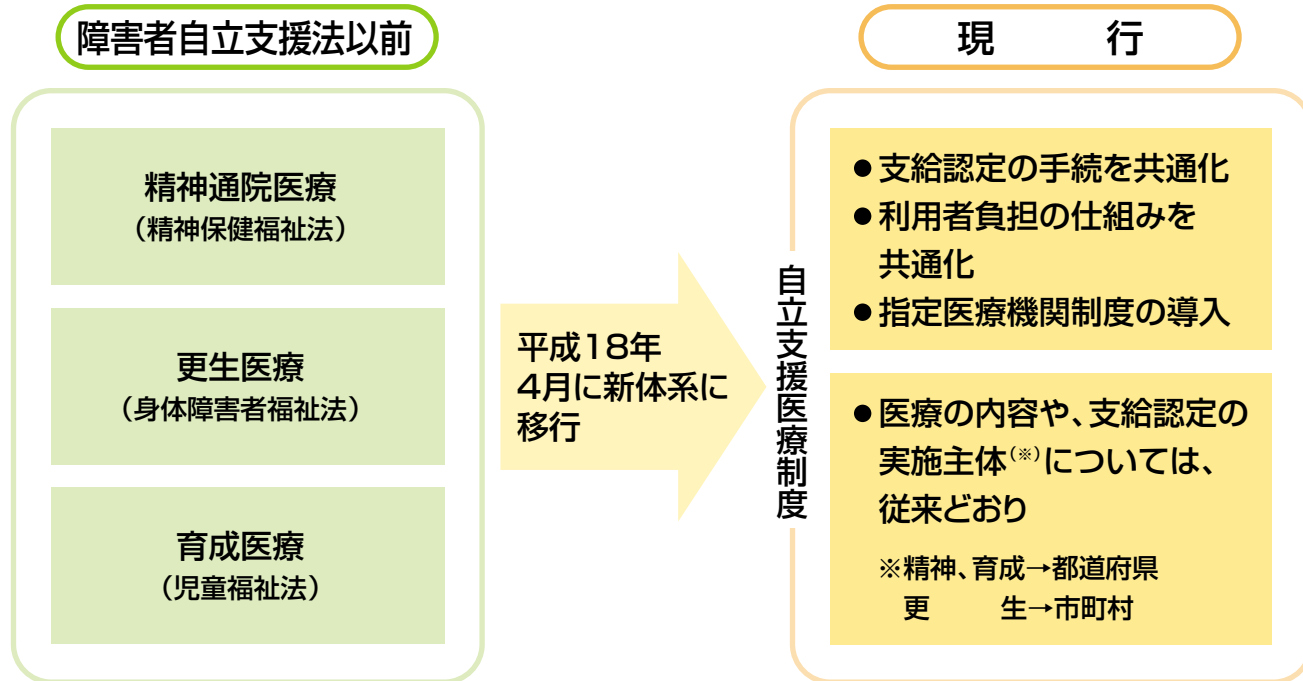 障害者自立支援法以前
精神通院医療
（精神保健福祉法）
更生医療
（身体障害者福祉法）
育成医療
（児童福祉法）
平成18年
4月に新体系に
移行
現　　行
自立支援医療制度
●支給認定の手続を共通化
●利用者負担の仕組みを
共通化
●指定医療機関制度の導入
●医療の内容や、支給認定の
実施主体(※)については、
従来どおり
※精神、育成→都道府県
更　　生→市町村